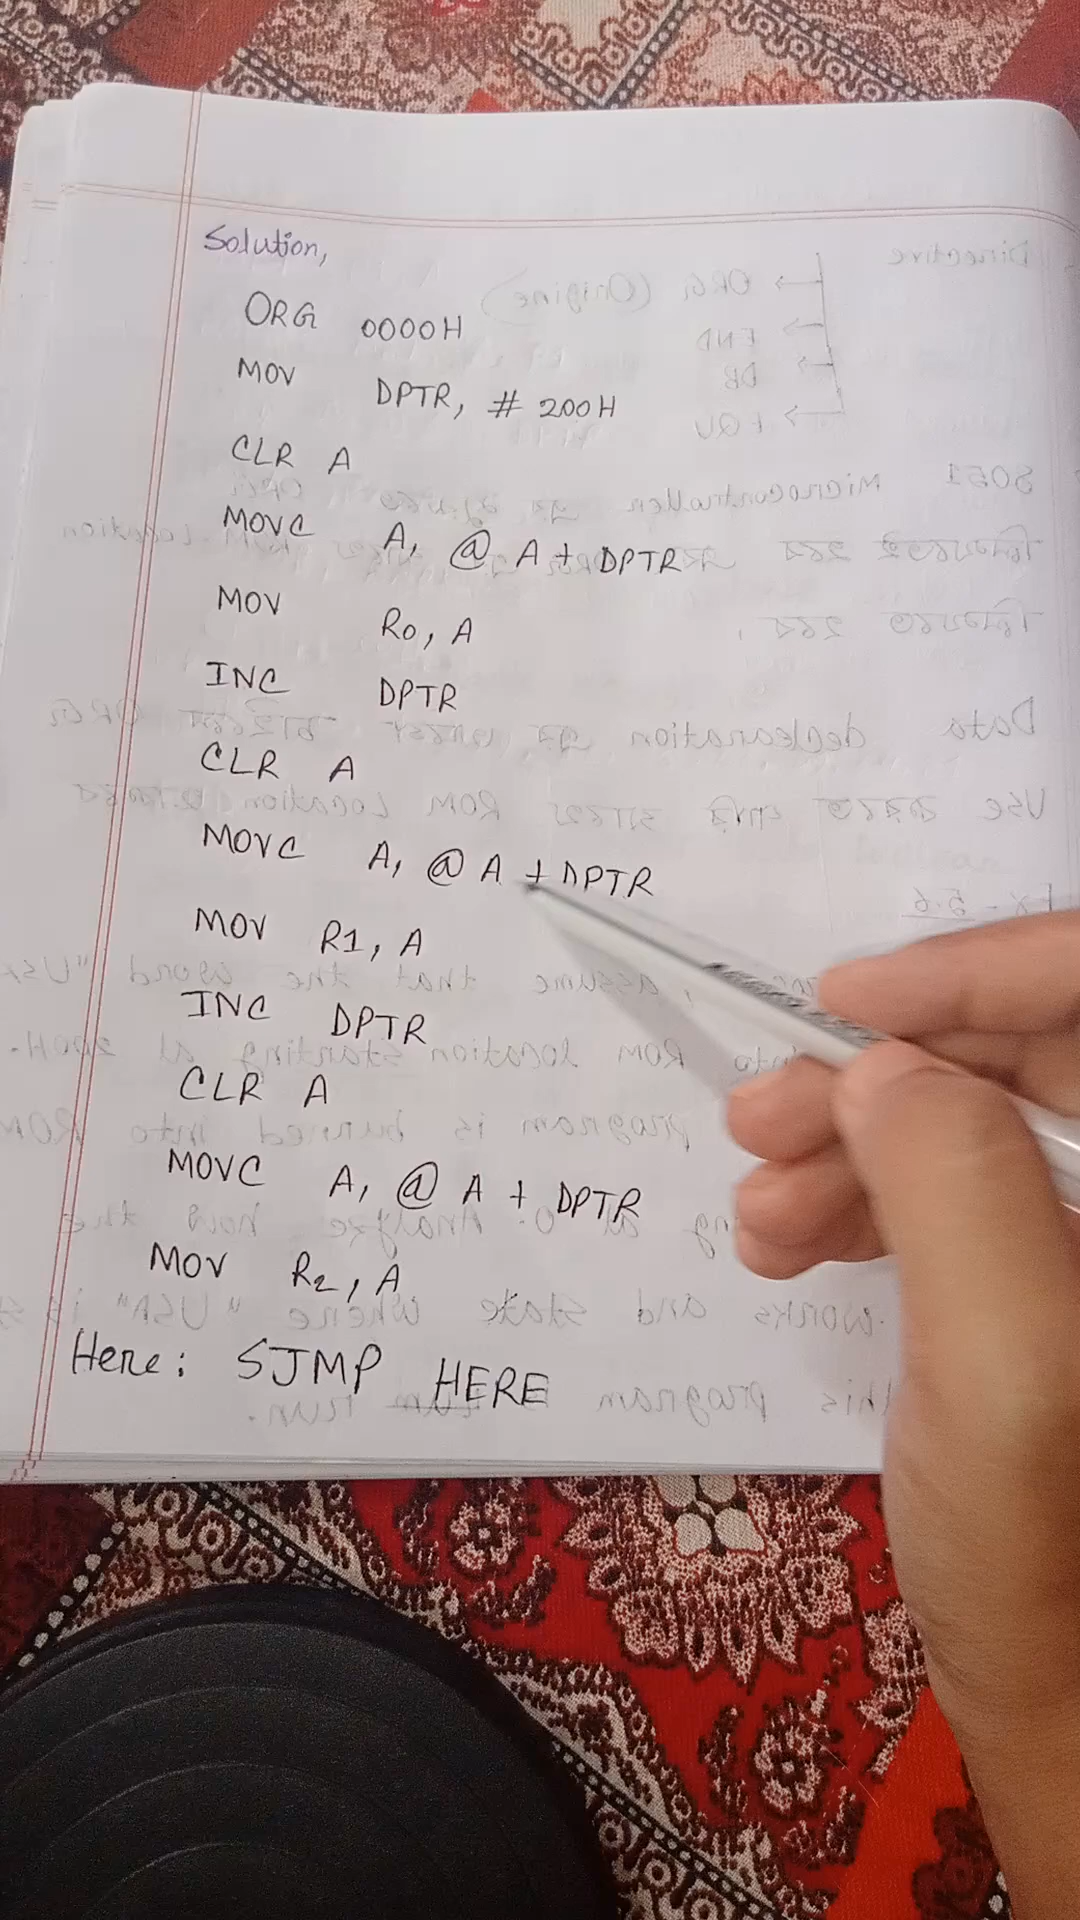 Solution,
ORG 0000H
MOV DPTR, # 200H
CLR A
MOVC A, @ A + DPTR
MOV R0, A
INC DPTR
CLR A
MOVC A, @ A + DPTR
MOV R1, A
INC DPTR
CLR A
MOVC A, @ A + DPTR
MOV R2, A
Here: SJMP HERE